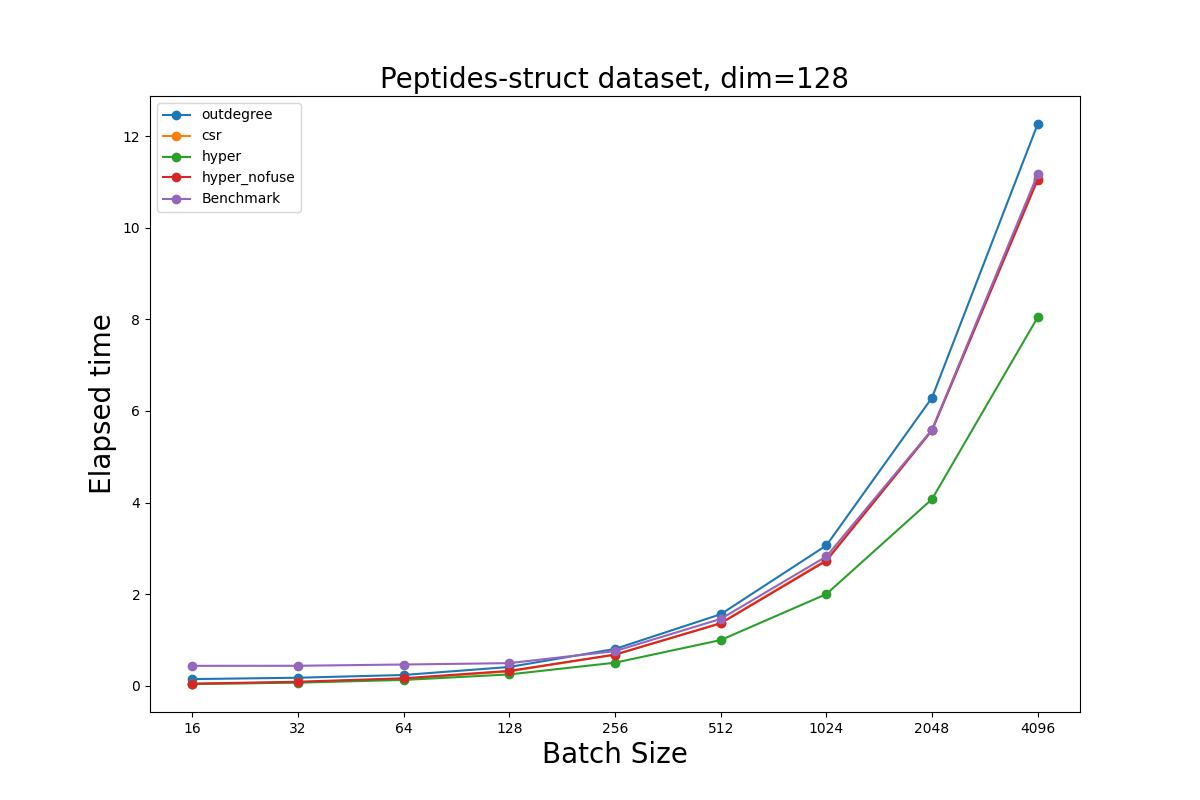 Peptides-struct dataset, dim=128
outdegree
csr
hyper
hyper_nofuse
Benchmark
12
10
8
6
4
2
0
Elapsed time
16 32 64 128 256 512 1024 2048 4096
Batch Size